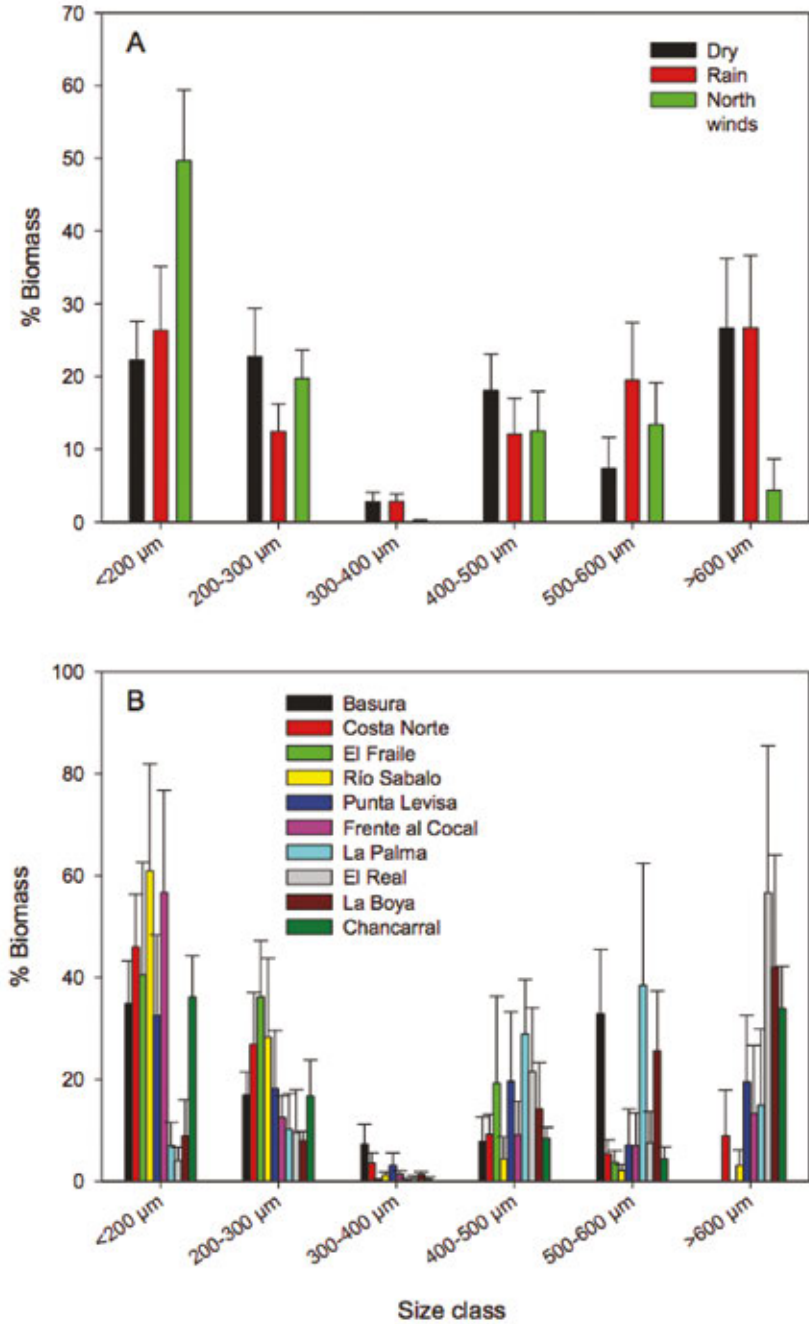 70
A
60
50
40
30
20
10
0
% Biomass
Dry
Rain
North
winds
<200 µm
200-300 µm
300-400 µm
400-500 µm
500-600 µm
>600 µm
100
B
80
60
40
20
0
% Biomass
Basura
Costa Norte
El Fraile
Río Sabalo
Punta Levisa
Frente al Cocal
La Palma
El Real
La Boya
Chancarral
<200 µm
200-300 µm
300-400 µm
400-500 µm
500-600 µm
>600 µm
Size class